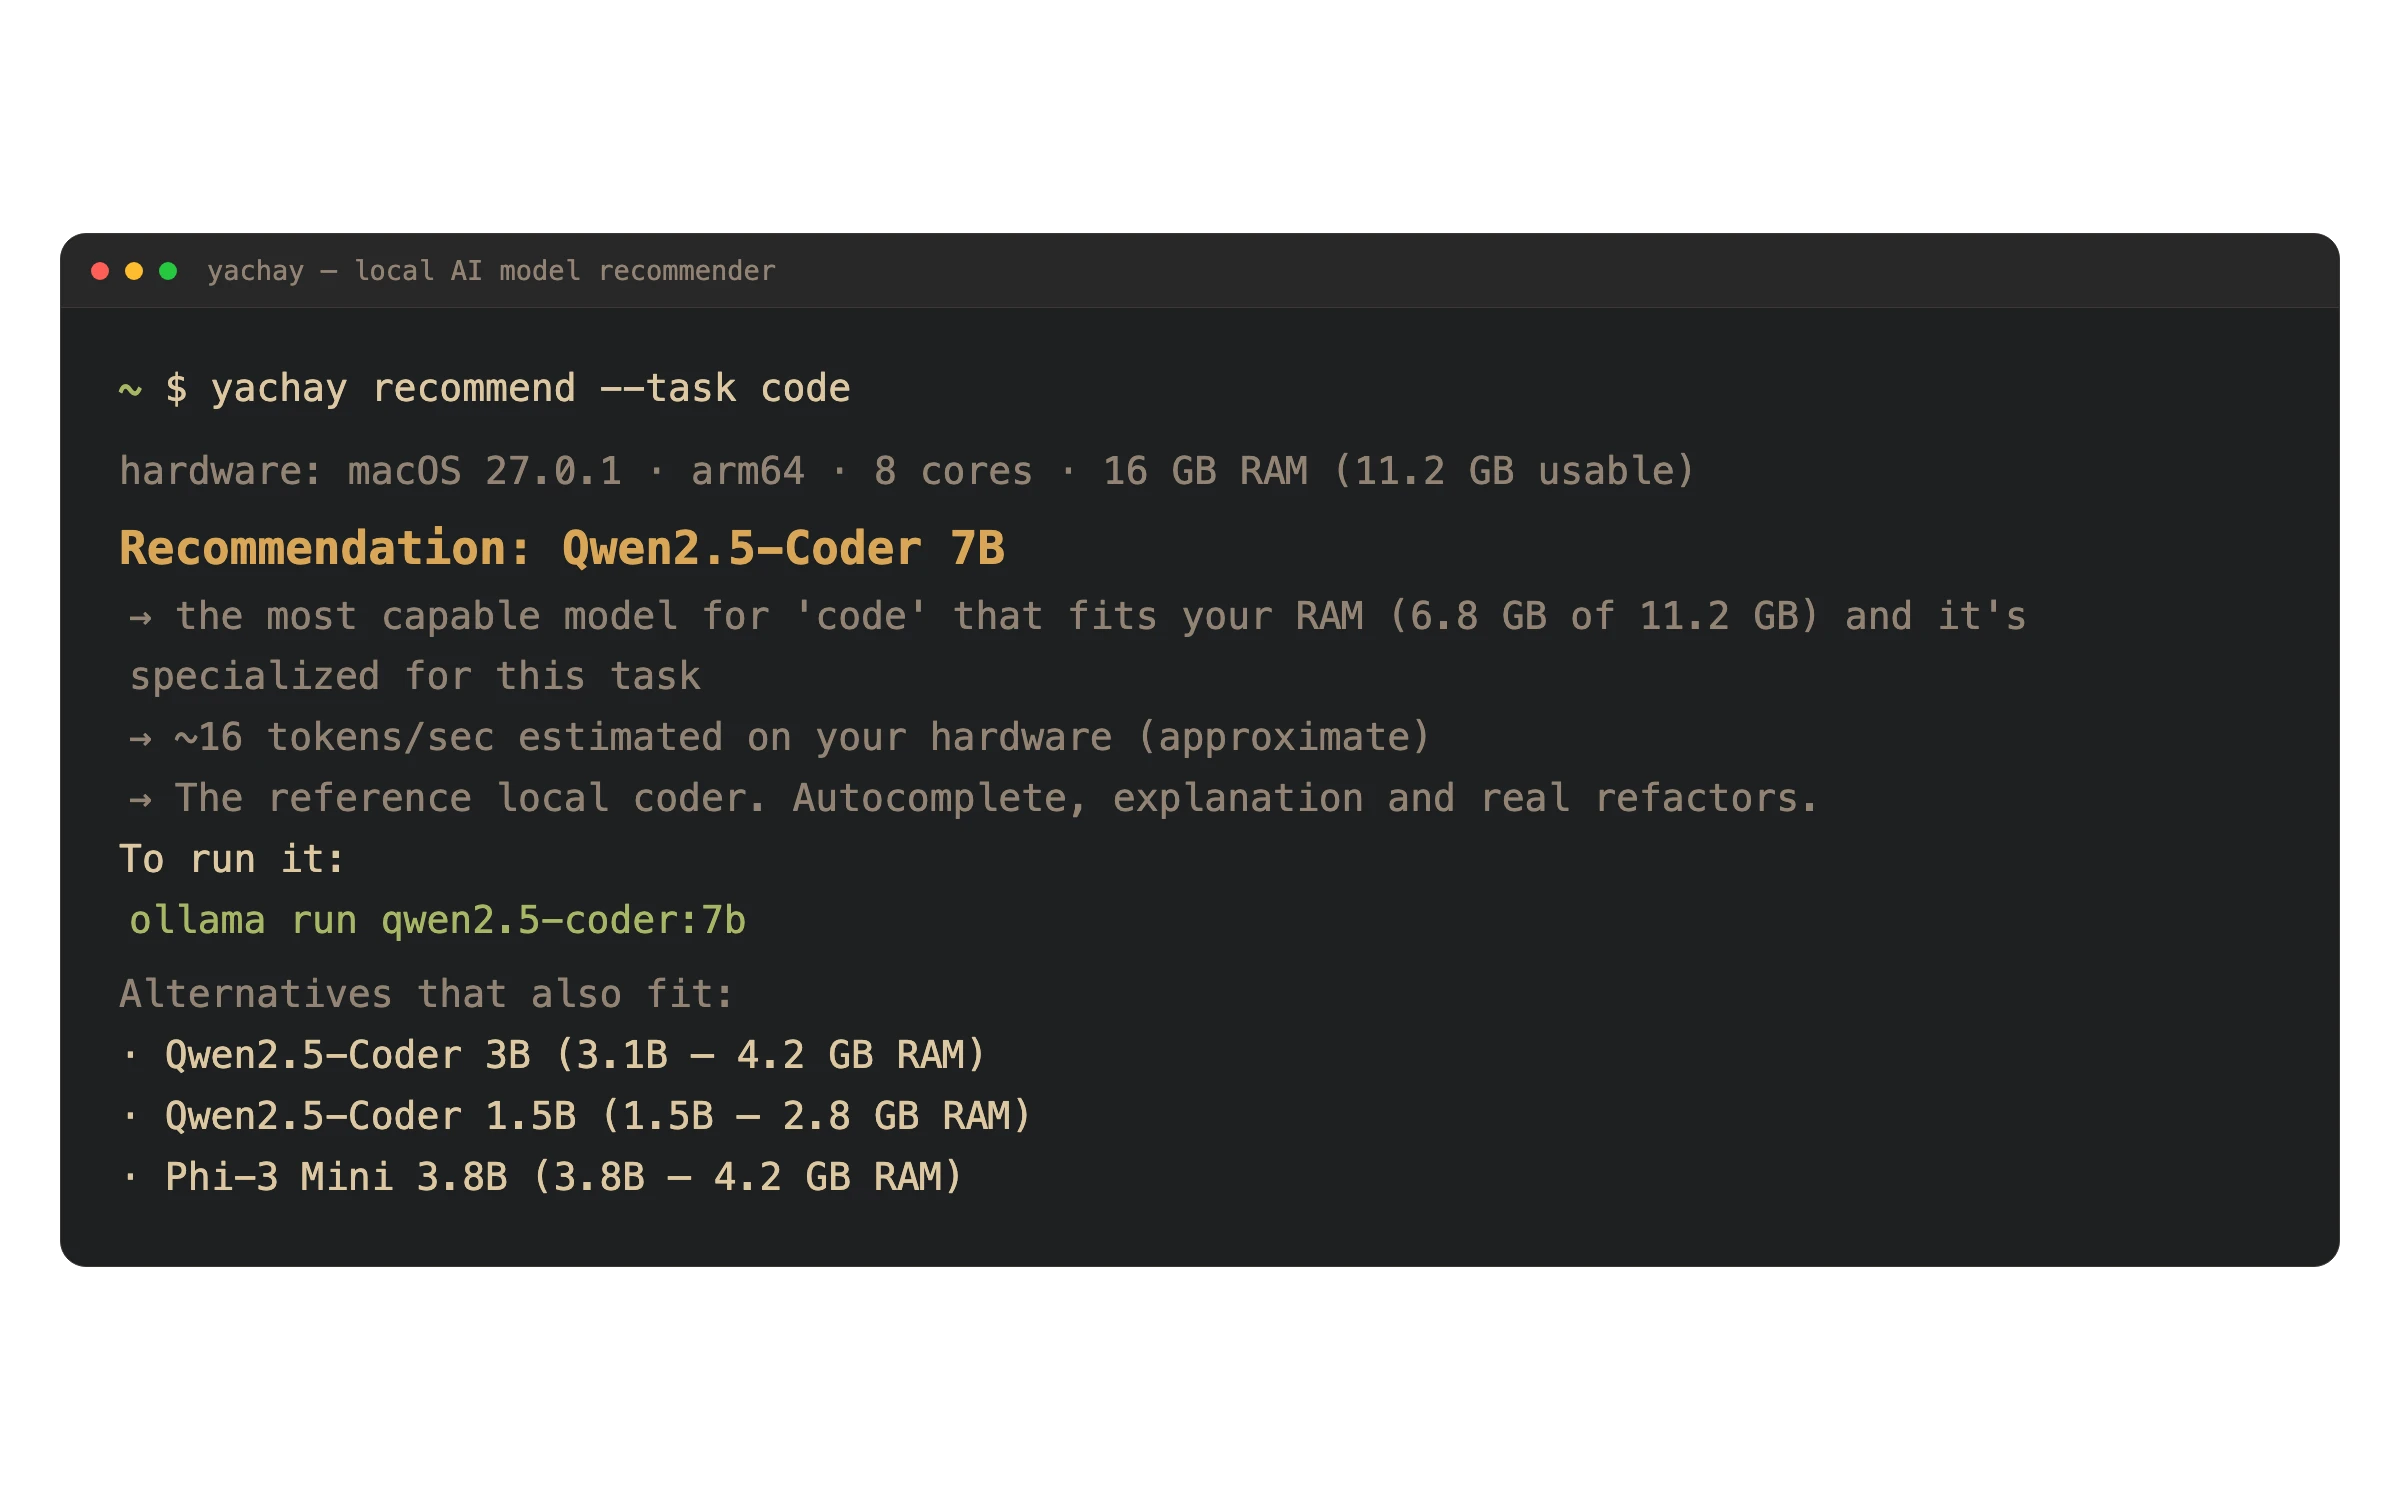 yachay — local AI model recommender
~ $ yachay recommend --task code
hardware: macOS 27.0.1 · arm64 · 8 cores · 16 GB RAM (11.2 GB usable)
Recommendation: Qwen2.5-Coder 7B
→ the most capable model for 'code' that fits your RAM (6.8 GB of 11.2 GB) and it's
specialized for this task
→ ~16 tokens/sec estimated on your hardware (approximate)
→ The reference local coder. Autocomplete, explanation and real refactors.
To run it:
ollama run qwen2.5-coder:7b
Alternatives that also fit:
· Qwen2.5-Coder 3B (3.1B — 4.2 GB RAM)
· Qwen2.5-Coder 1.5B (1.5B — 2.8 GB RAM)
· Phi-3 Mini 3.8B (3.8B — 4.2 GB RAM)